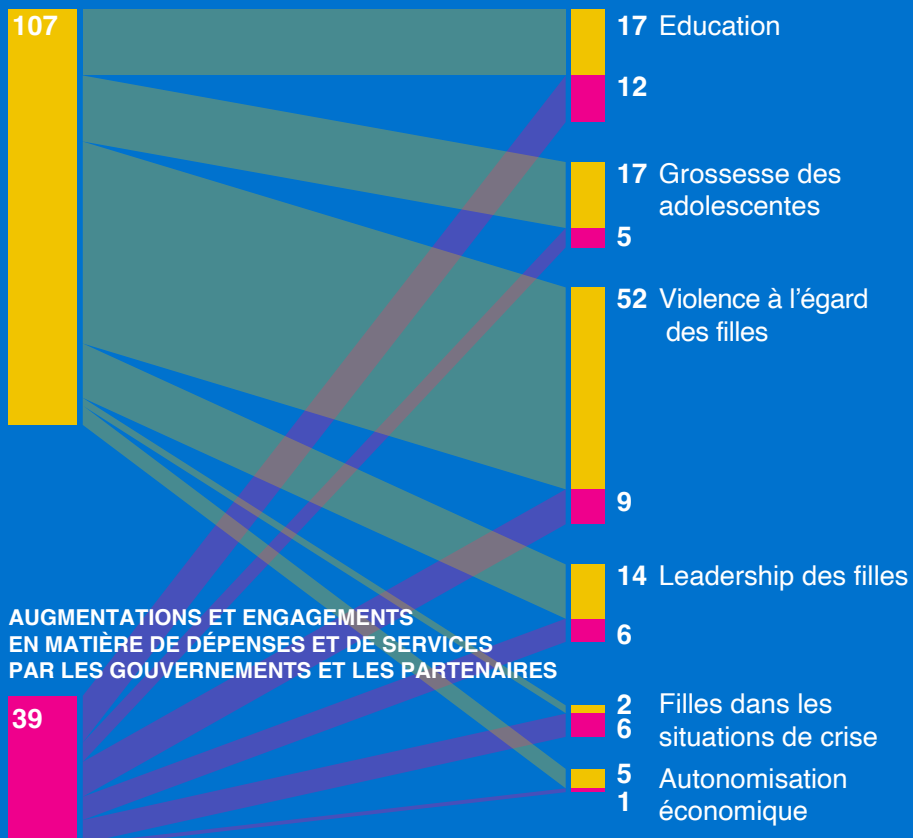 107
17 Education
12
17 Grossesse des
adolescentes
5
52 Violence à l'égard
des filles
9
14 Leadership des filles
6
AUGMENTATIONS ET ENGAGEMENTS
EN MATIÈRE DE DÉPENSES ET DE SERVICES
PAR LES GOUVERNEMENTS ET LES PARTENAIRES
39
2 Filles dans les
6 situations de crise
5 Autonomisation
1 économique